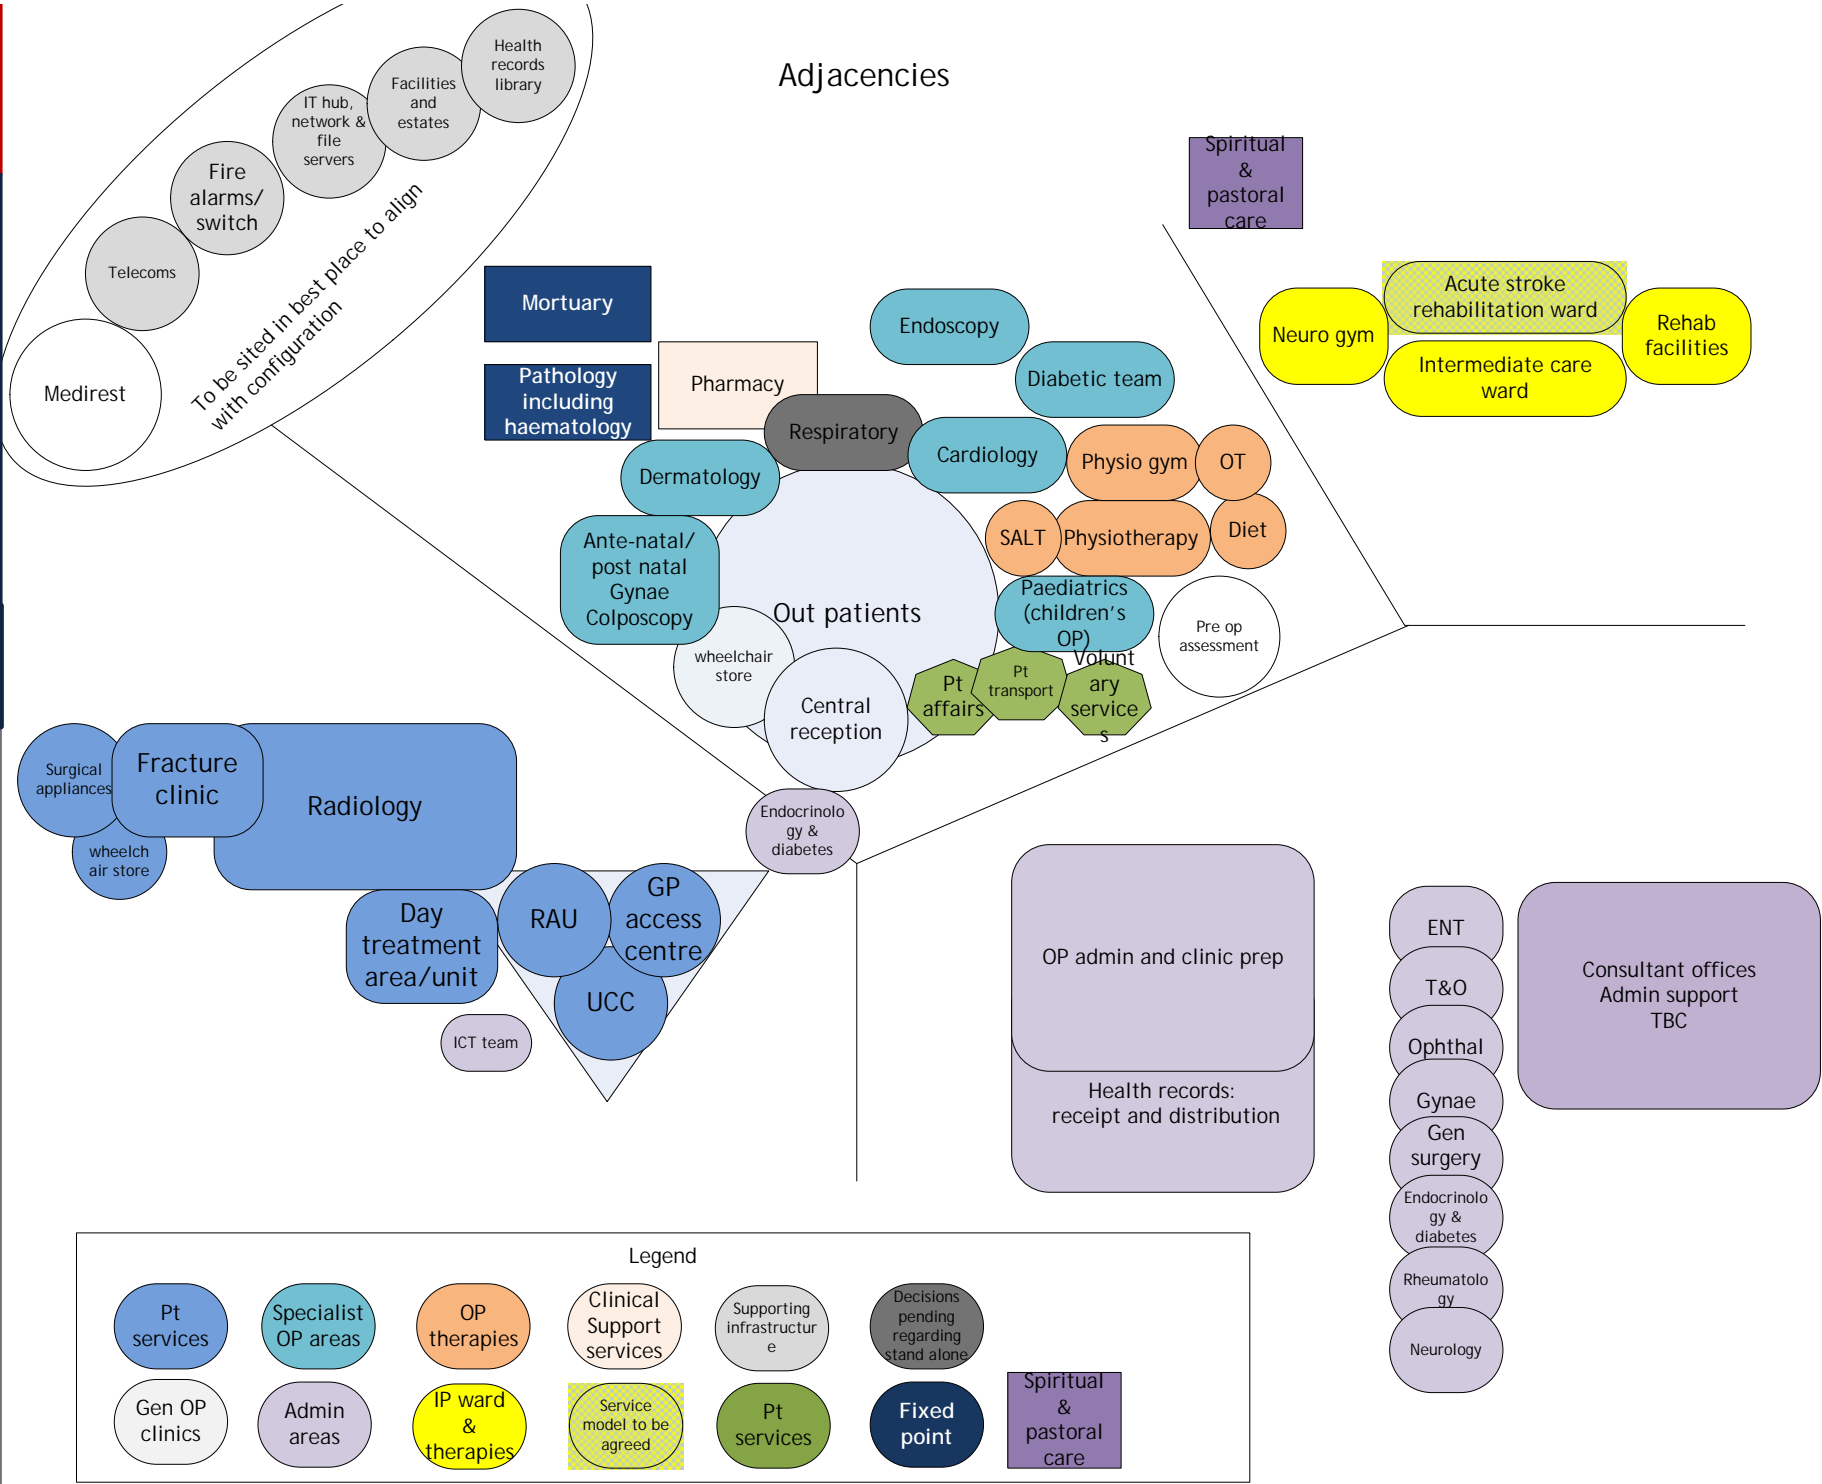 Adjacencies
Health
records
library
Facilities
and
estates
IT hub,
network &
file
servers
Fire
alarms/
switch
Telecoms
Medirest
To be sited in best place to align
with configuration
Spiritual
&
pastoral
care
Mortuary
Pathology
including
haematology
Pharmacy
Endoscopy
Diabetic team
Respiratory
Cardiology
Dermatology
Physio gym
OT
SALT
Physiotherapy
Diet
Neuro gym
Acute stroke
rehabilitation ward
Intermediate care
ward
Rehab
facilities
Ante-natal/
post natal
Gynae
Colposcopy
Out patients
Paediatrics
(children's
OP)
Pre op
assessment
wheelchair
store
Central
reception
Pt
affairs
Pt
transport
Volunt
ary
service
s
Endocrinolo
gy &
diabetes
Surgical
appliances
Fracture
clinic
Radiology
wheelch
air store
Day
treatment
area/unit
RAU
GP
access
centre
UCC
ICT team
OP admin and clinic prep
Health records:
receipt and distribution
ENT
T&O
Ophthal
Gynae
Gen
surgery
Endocrinolo
gy &
diabetes
Rheumatolo
gy
Neurology
Consultant offices
Admin support
TBC
Legend
Pt
services
Specialist
OP areas
OP
therapies
Clinical
Support
services
Supporting
infrastructur
e
Decisions
pending
regarding
stand alone
Gen OP
clinics
Admin
areas
IP ward
&
therapies
Service
model to be
agreed
Pt
services
Fixed
point
Spiritual
&
pastoral
care